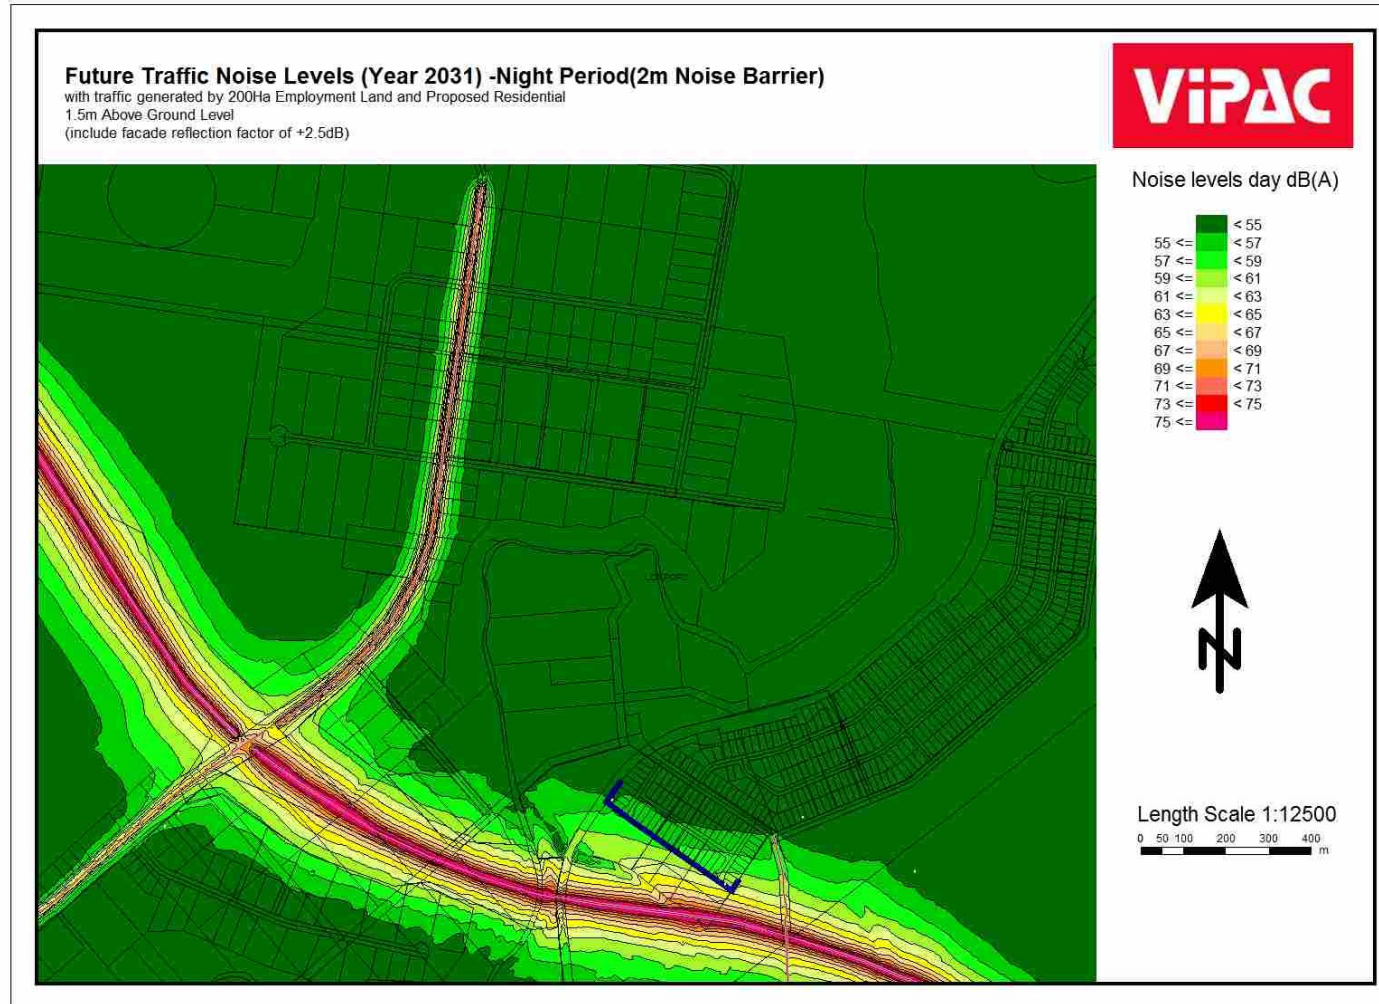 Future Traffic Noise Levels (Year 2031) -Night Period(2m Noise Barrier)
with traffic generated by 200Ha Employment Land and Proposed Residential
1.5m Above Ground Level
(include facade reflection factor of +2.5dB)
ViPAC
Noise levels day dB(A)
< 55
55 <= < 57
57 <= < 59
59 <= < 61
61 <= < 63
63 <= < 65
65 <= < 67
67 <= < 69
69 <= < 71
71 <= < 73
73 <= < 75
75 <=
N
Length Scale 1:12500
0 50 100 200 300 400
m